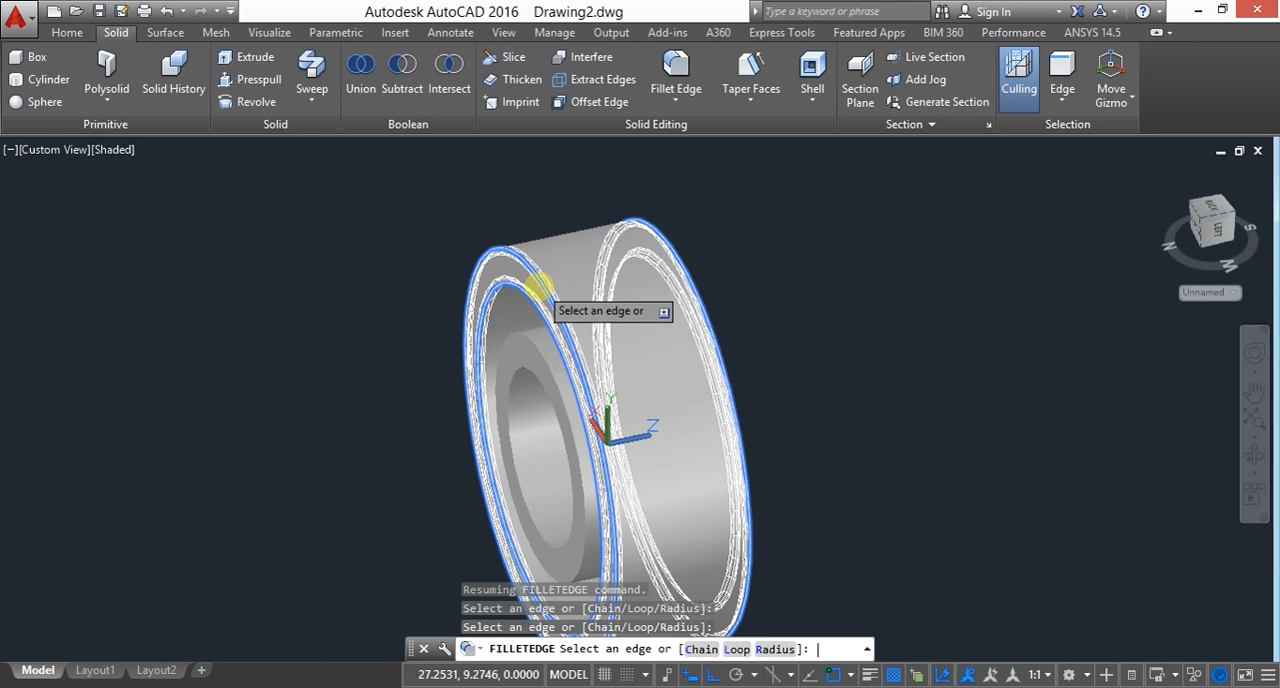 Autodesk AutoCAD 2016 Drawing2.dwg
Type a keyword or phrase
Sign In
Home Solid Surface Mesh Visualize Parametric Insert Annotate View Manage Output Add-ins A360 Express Tools Featured Apps BIM 360 Performance ANSYS 14.5
Box
Cylinder
Sphere
Polysolid
Solid History
Extrude
Presspull
Revolve
Sweep
Union
Subtract
Intersect
Slice
Thicken
Imprint
Interfere
Extract Edges
Offset Edge
Fillet Edge
Taper Faces
Shell
Section
Plane
Live Section
Add Jog
Generate Section
Culling
Edge
Move
Gizmo
Primitive
Solid
Boolean
Solid Editing
Section
Selection
[−][Custom View][Shaded]
BACK
LEFT
N
S
W
Unnamed
Select an edge or
X
Y
Z
Resuming FILLETEDGE command.
Select an edge or [Chain/Loop/Radius]:
Select an edge or [Chain/Loop/Radius]:
FILLETEDGE Select an edge or [Chain Loop Radius]:
Model Layout1 Layout2 +
27.2531, 9.2746, 0.0000 MODEL
1:1